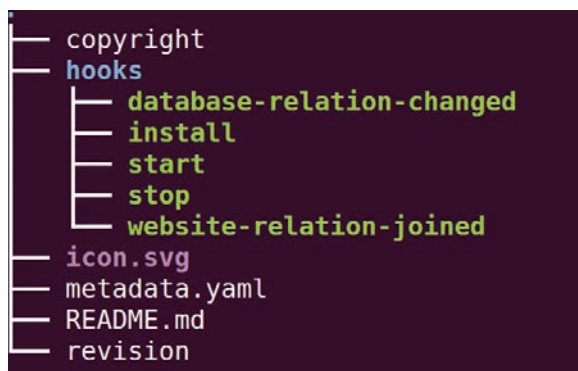 copyright
hooks
database-relation-changed
install
start
stop
website-relation-joined
icon.svg
metadata.yaml
README.md
revision